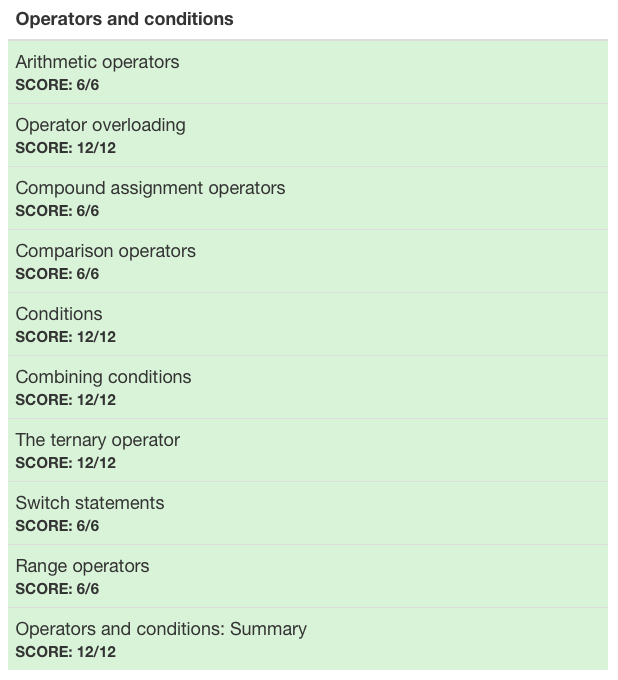 Operators and conditions
Arithmetic operators
SCORE: 6/6
Operator overloading
SCORE: 12/12
Compound assignment operators
SCORE: 6/6
Comparison operators
SCORE: 6/6
Conditions
SCORE: 12/12
Combining conditions
SCORE: 12/12
The ternary operator
SCORE: 12/12
Switch statements
SCORE: 6/6
Range operators
SCORE: 6/6
Operators and conditions: Summary
SCORE: 12/12